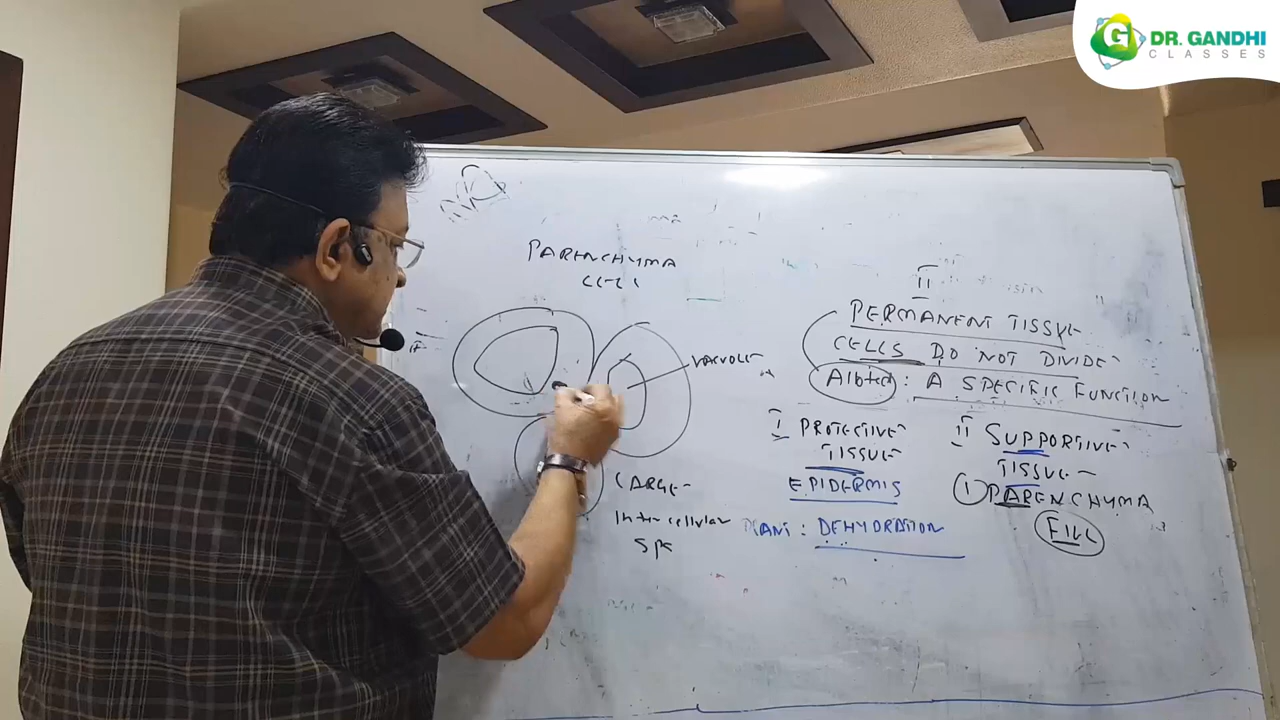 DR. GANDHI
CLASSES
PARENCHYMA
CELL
VACUOLE
LARGE
Intercellular
Spc
II
PERMANENT TISSUE
CELLS DO NOT DIVIDE
Alloted : A SPECIFIC FUNCTION
I PROTECTIVE
TISSUE
EPIDERMIS
PLANT : DEHYDRATION
II SUPPORTIVE
TISSUE
1 PARENCHYMA
FILL